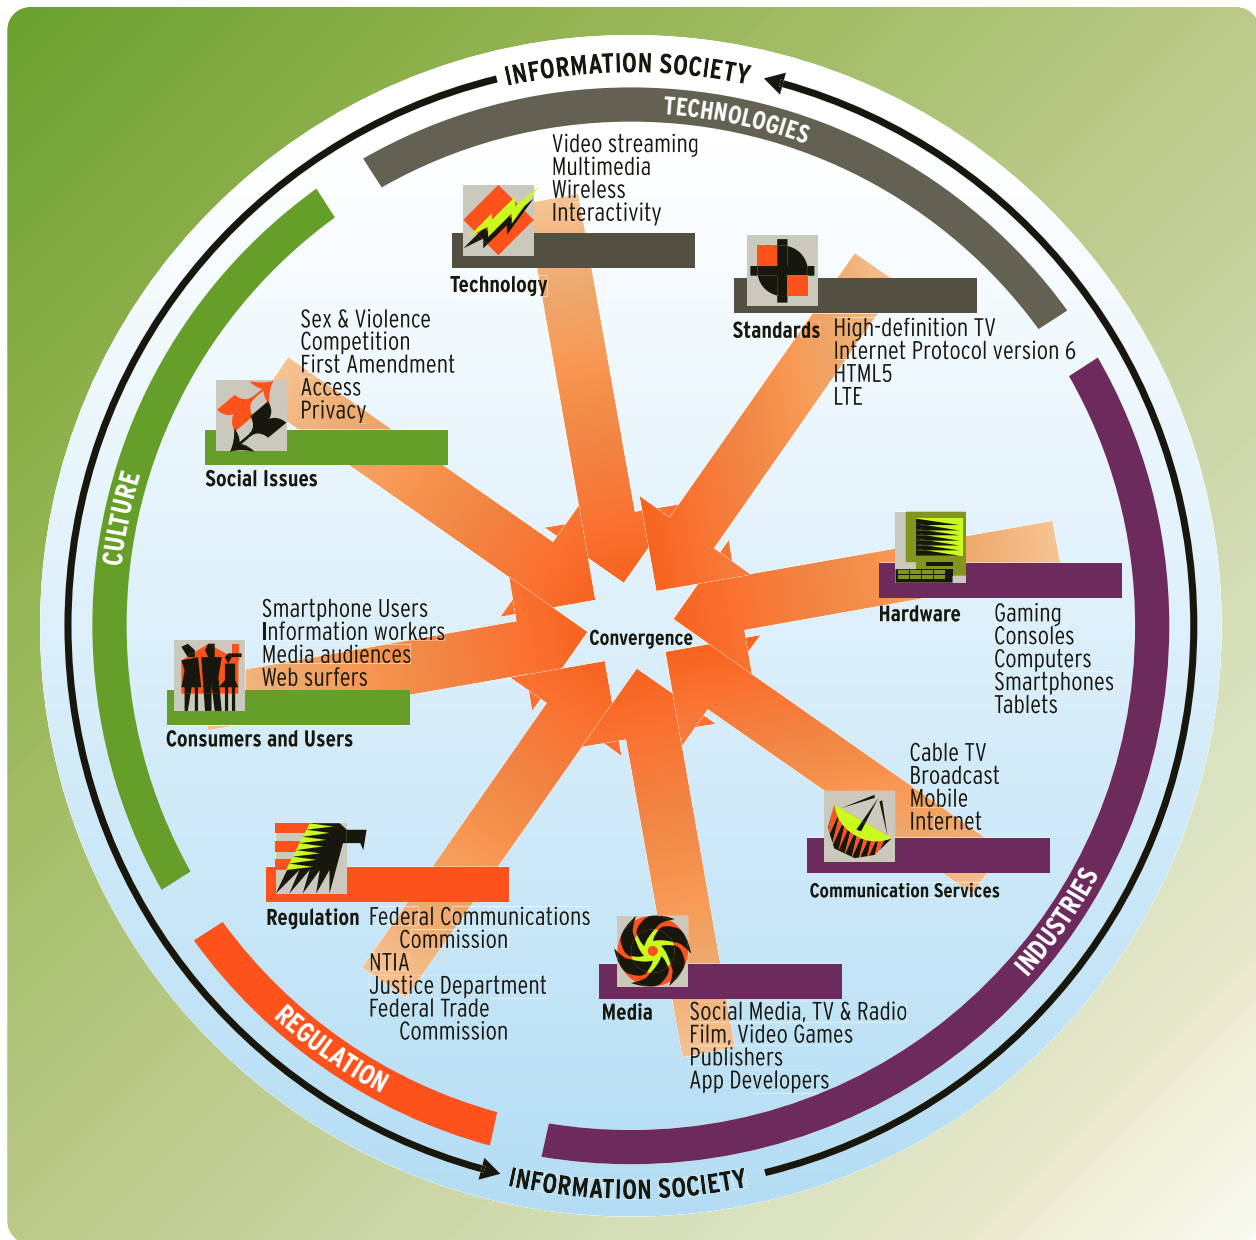 INFORMATION SOCIETY
TECHNOLOGIES
Video streaming
Multimedia
Wireless
Interactivity
Technology
Standards
High-definition TV
Internet Protocol version 6
HTML5
LTE
Sex & Violence
Competition
First Amendment
Access
Privacy
Social Issues
CULTURE
Hardware
Gaming
Consoles
Computers
Smartphones
Tablets
Convergence
Smartphone Users
Information workers
Media audiences
Web surfers
Consumers and Users
Cable TV
Broadcast
Mobile
Internet
Communication Services
INDUSTRIES
Regulation
Federal Communications
Commission
NTIA
Justice Department
Federal Trade
Commission
REGULATION
Media
Social Media, TV & Radio
Film, Video Games
Publishers
App Developers
INFORMATION SOCIETY